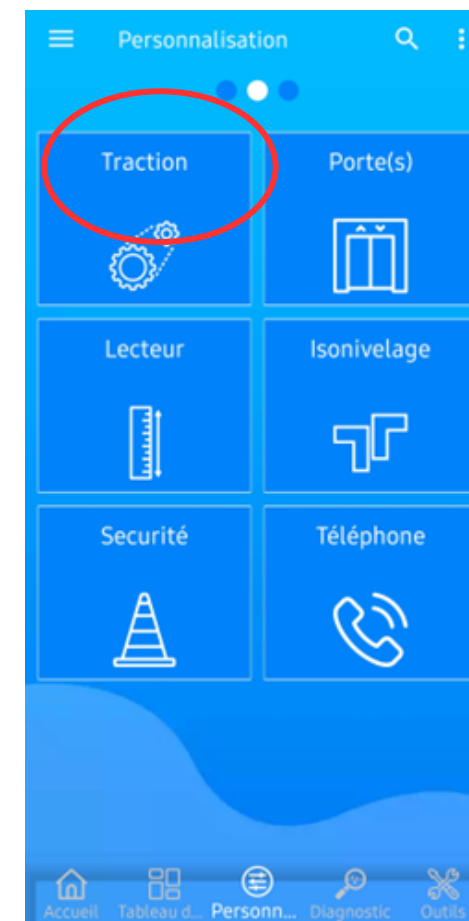 Personnalisation
Traction
Porte(s)
Lecteur
Isonivelage
Securité
Téléphone
Accueil
Tableau d...
Personn...
Diagnostic
Outils